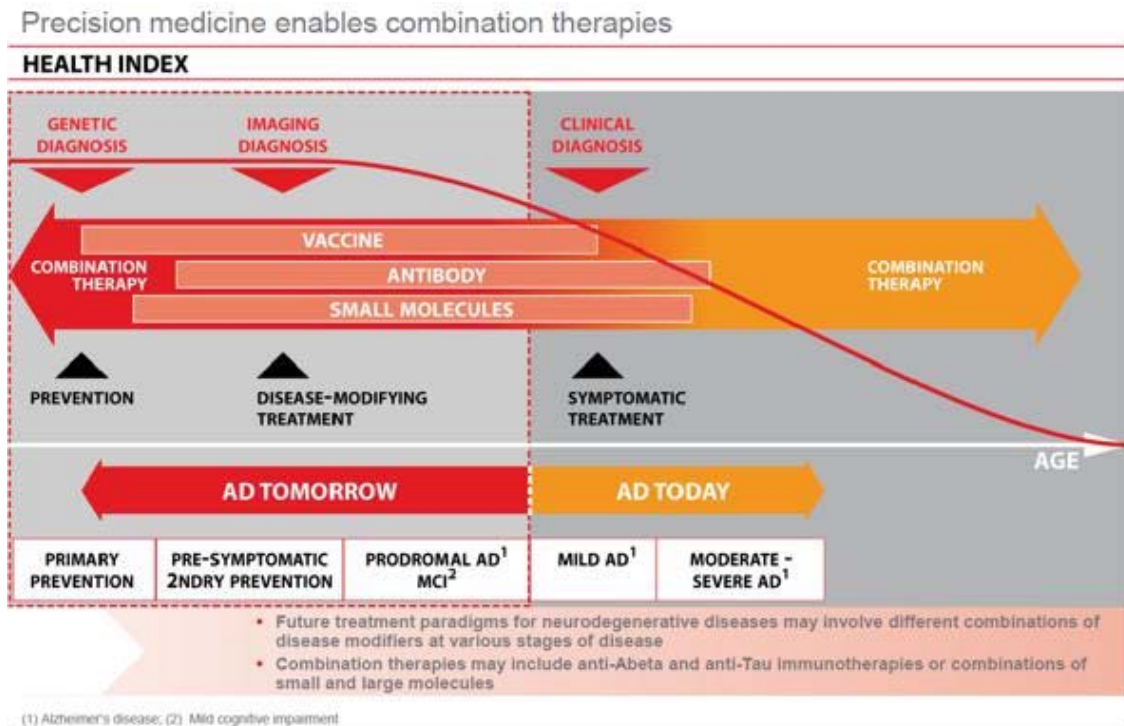 Precision medicine enables combination therapies
HEALTH INDEX
GENETIC
DIAGNOSIS
IMAGING
DIAGNOSIS
CLINICAL
DIAGNOSIS
VACCINE
COMBINATION
THERAPY
ANTIBODY
COMBINATION
THERAPY
SMALL MOLECULES
PREVENTION
DISEASE-MODIFYING
TREATMENT
SYMPTOMATIC
TREATMENT
AGE
AD TOMORROW
AD TODAY
PRIMARY
PREVENTION
PRE-SYMPTOMATIC
2NDRY PREVENTION
PRODROMAL AD1
MCI2
MILD AD1
MODERATE -
SEVERE AD1
• Future treatment paradigms for neurodegenerative diseases may involve different combinations of
disease modifiers at various stages of disease
• Combination therapies may include anti-Abeta and anti-Tau immunotherapies or combinations of
small and large molecules
(1) Alzheimer's disease; (2) Mild cognitive impairment